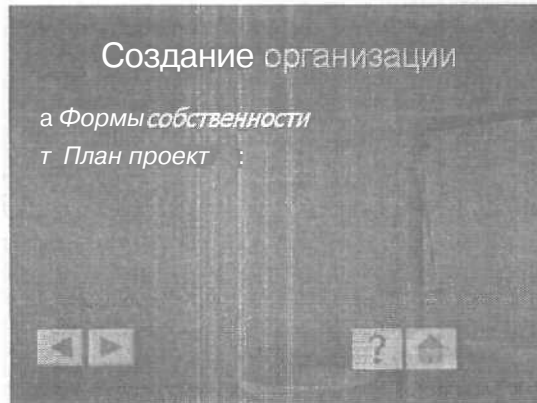 Создание организации
а Формы собственности
т План проект :
?